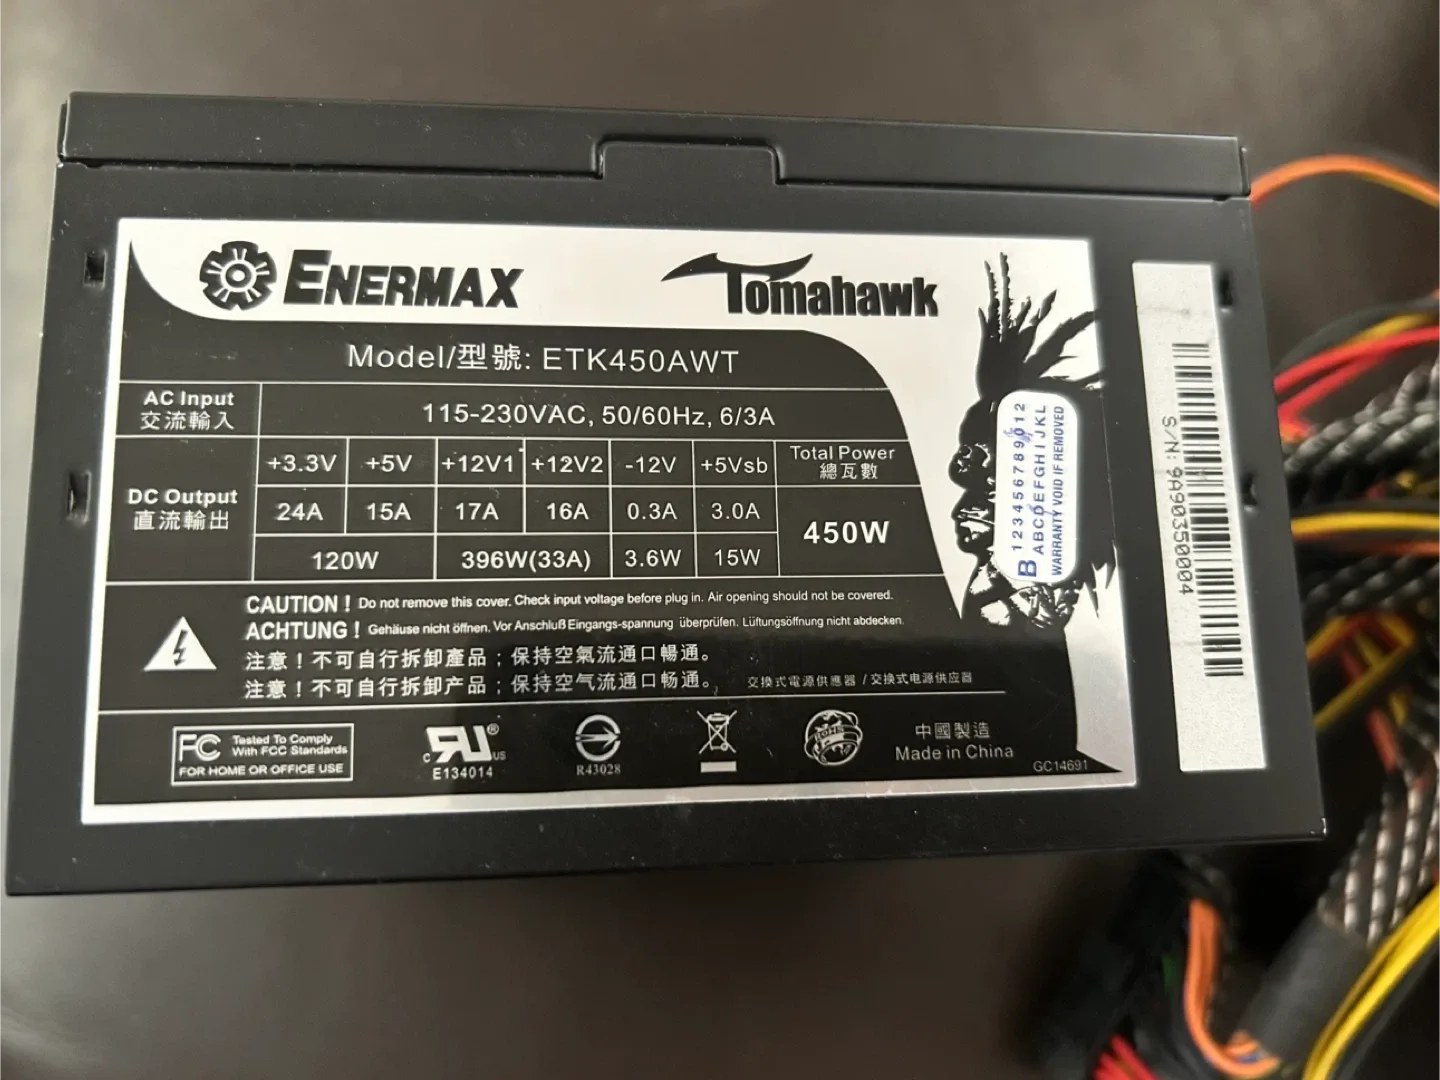 ENERMAX
Tomahawk
Model/型號: ETK450AWT
AC Input
交流輸入
115-230VAC, 50/60Hz, 6/3A
DC Output
直流輸出
+3.3V +5V +12V1 +12V2 -12V +5Vsb
Total Power
總瓦數
24A 15A 17A 16A 0.3A 3.0A
450W
120W 396W(33A) 3.6W 15W
CAUTION ! Do not remove this cover. Check input voltage before plug in. Air opening should not be covered.
ACHTUNG ! Gehäuse nicht öffnen. Vor Anschluß Eingangs-spannung überprüfen. Lüftungsöffnung nicht abdecken.
注意！不可自行拆卸產品；保持空氣流通口暢通。
注意！不可自行拆卸产品；保持空气流通口畅通。
交換式電源供應器 / 交換式电源供应器
FC Tested To Comply
With FCC Standards
FOR HOME OR OFFICE USE
c RU ® US
E134014
R43028
RoHS
中國製造
Made in China
GC14691
B 1 2 3 4 5 6 7 8 9 0 1 2
A B C D E F G H I J K L
WARRANTY VOID IF REMOVED
S/N: 9A90350004